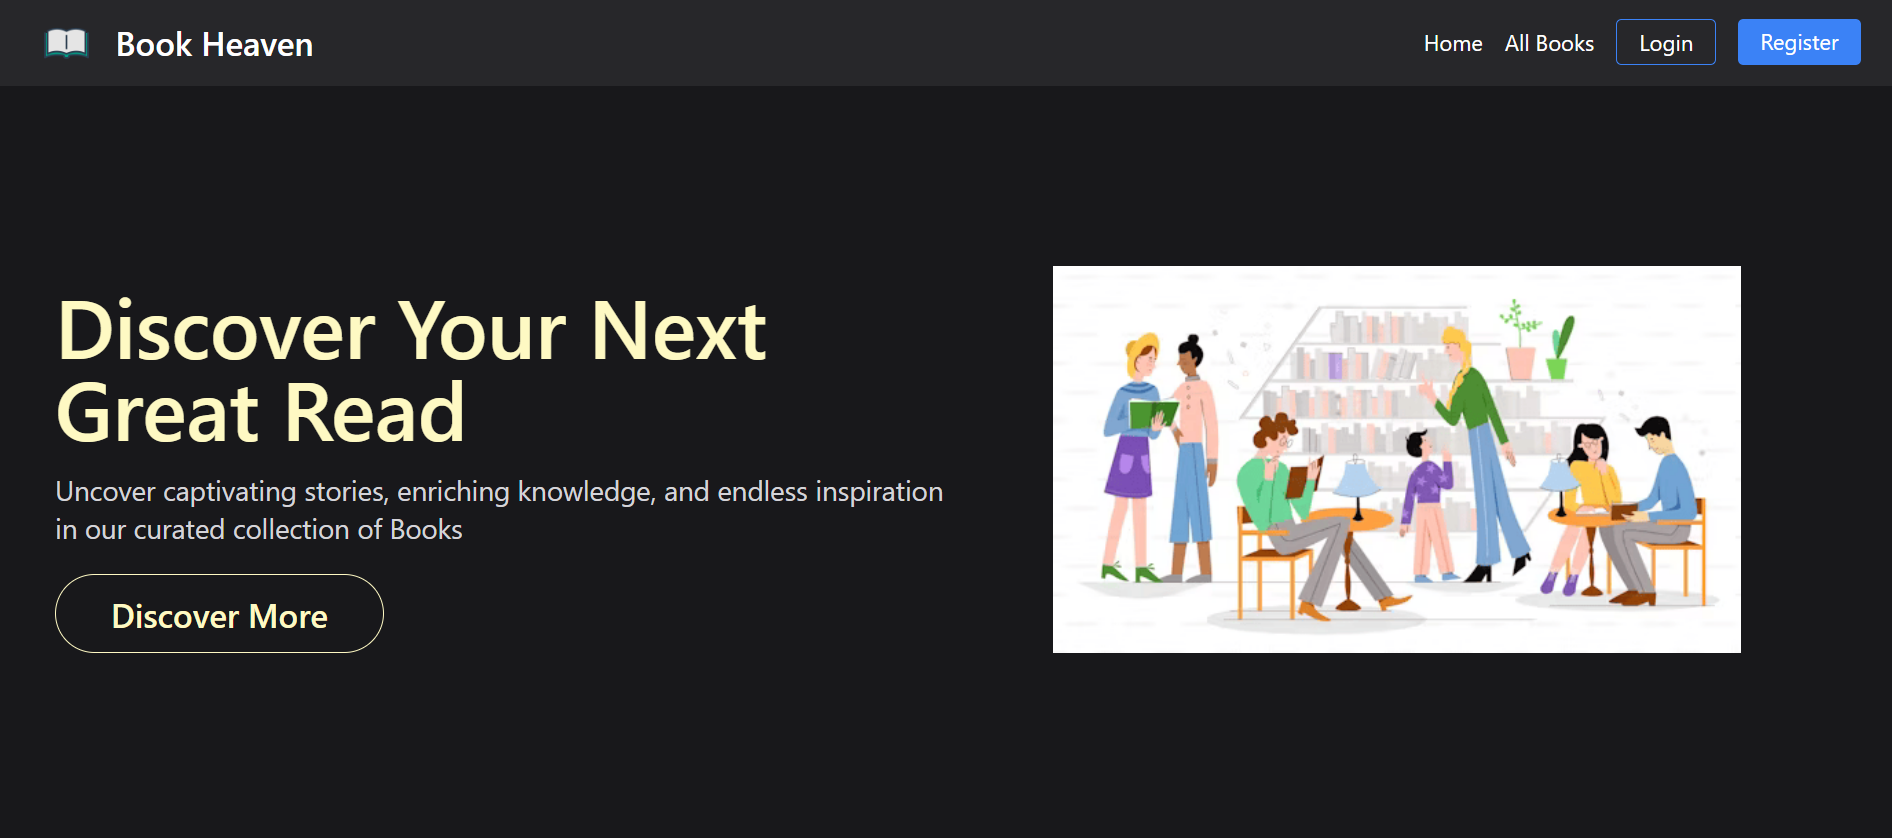 Book Heaven
Home
All Books
Login
Register
Discover Your Next
Great Read
Uncover captivating stories, enriching knowledge, and endless inspiration
in our curated collection of Books
Discover More